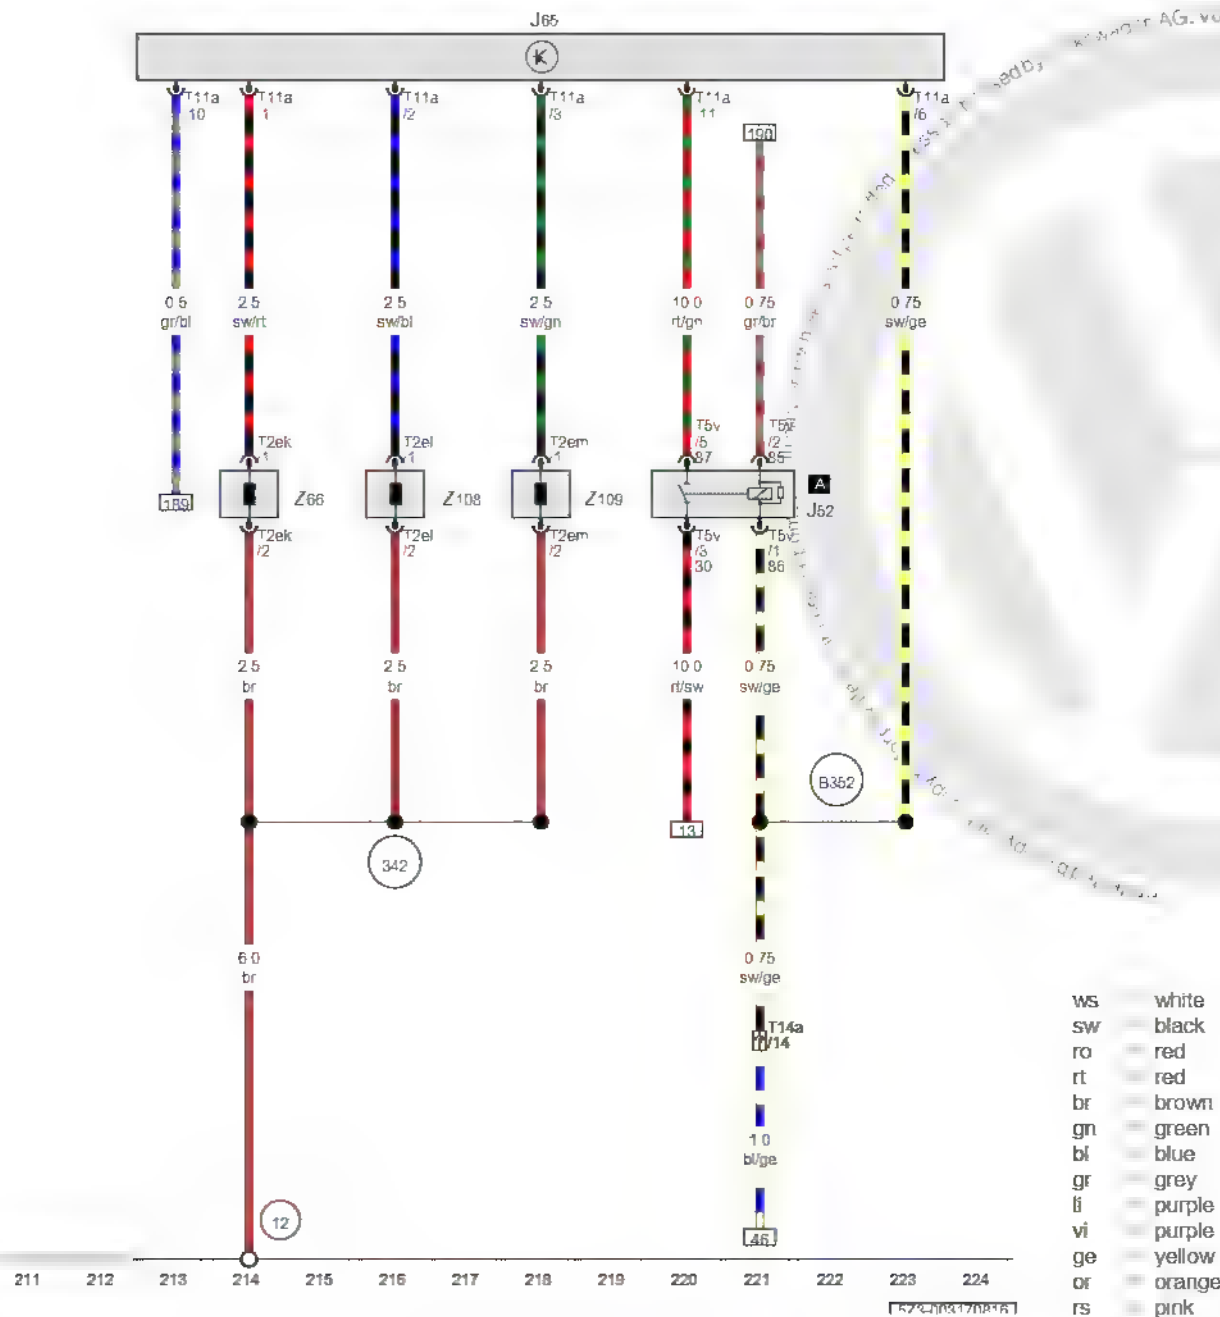 J65
K
T11a T11a T11a T11a T11a T11a
10 1 /2 /3 11 /6
190
0.5 2.5 2.5 2.5 10.0 0.75 0.75
gr/bl sw/rt sw/bl sw/gn rt/gn gr/br sw/ge
T2ek T2el T2em T5v T5v
1 1 1 /5 /2
87 85
189 Z66 Z108 Z109 A
J52
T2ek T2el T2em T5v T5v
/2 /2 /2 /3 /1
30 86
2.5 2.5 2.5 10.0 0.75
br br br rt/sw sw/ge
B352
13
342
6.0 0.75
br sw/ge
T14a
/14
1.0
bl/ge
12
46
211 212 213 214 215 216 217 218 219 220 221 222 223 224
573-003170816
ws = white
sw = black
ro = red
rt = red
br = brown
gn = green
bl = blue
gr = grey
li = purple
vi = purple
ge = yellow
or = orange
rs = pink